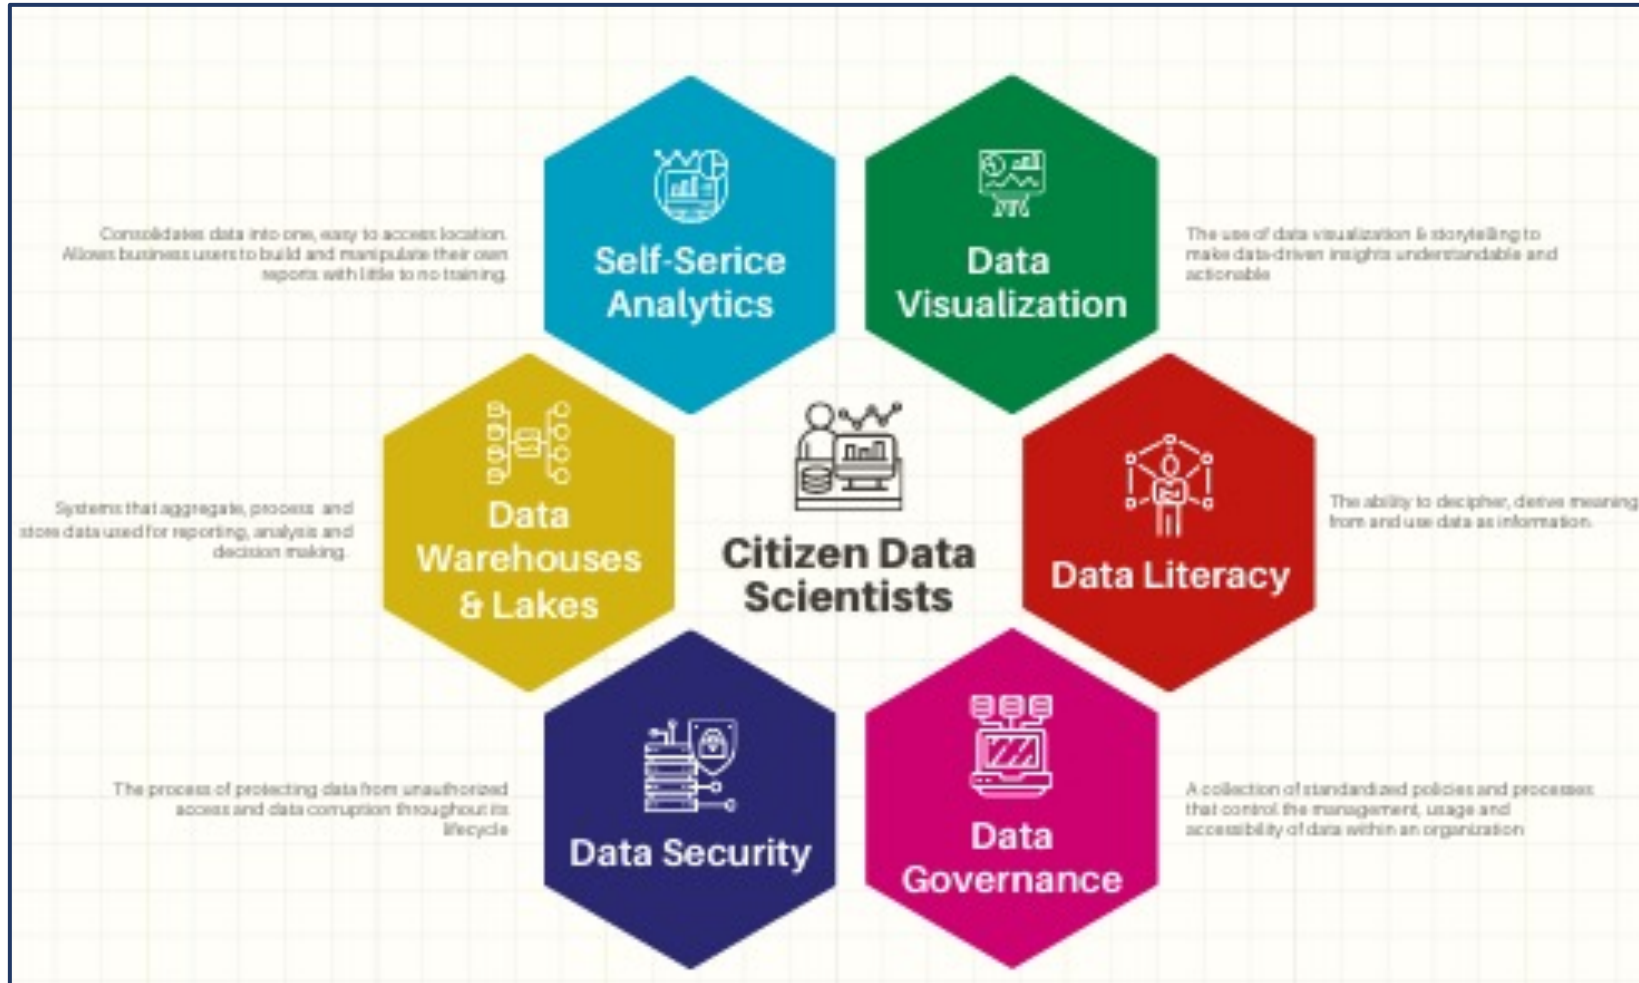 Consolidates data into one, easy to access location.
Allows business users to build and manipulate their own
reports with little to no training.
Self-Serice
Analytics
Data
Visualization
The use of data visualization & storytelling to
make data-driven insights understandable and
actionable
Systems that aggregate, process and
store data used for reporting, analysis and
decision making.
Data
Warehouses
& Lakes
Citizen Data
Scientists
Data Literacy
The ability to decipher, derive meaning
from and use data as information.
The process of protecting data from unauthorized
access and data corruption throughout its
lifecycle
Data Security
Data
Governance
A collection of standardized policies and processes
that control the management, usage and
accessibility of data within an organization